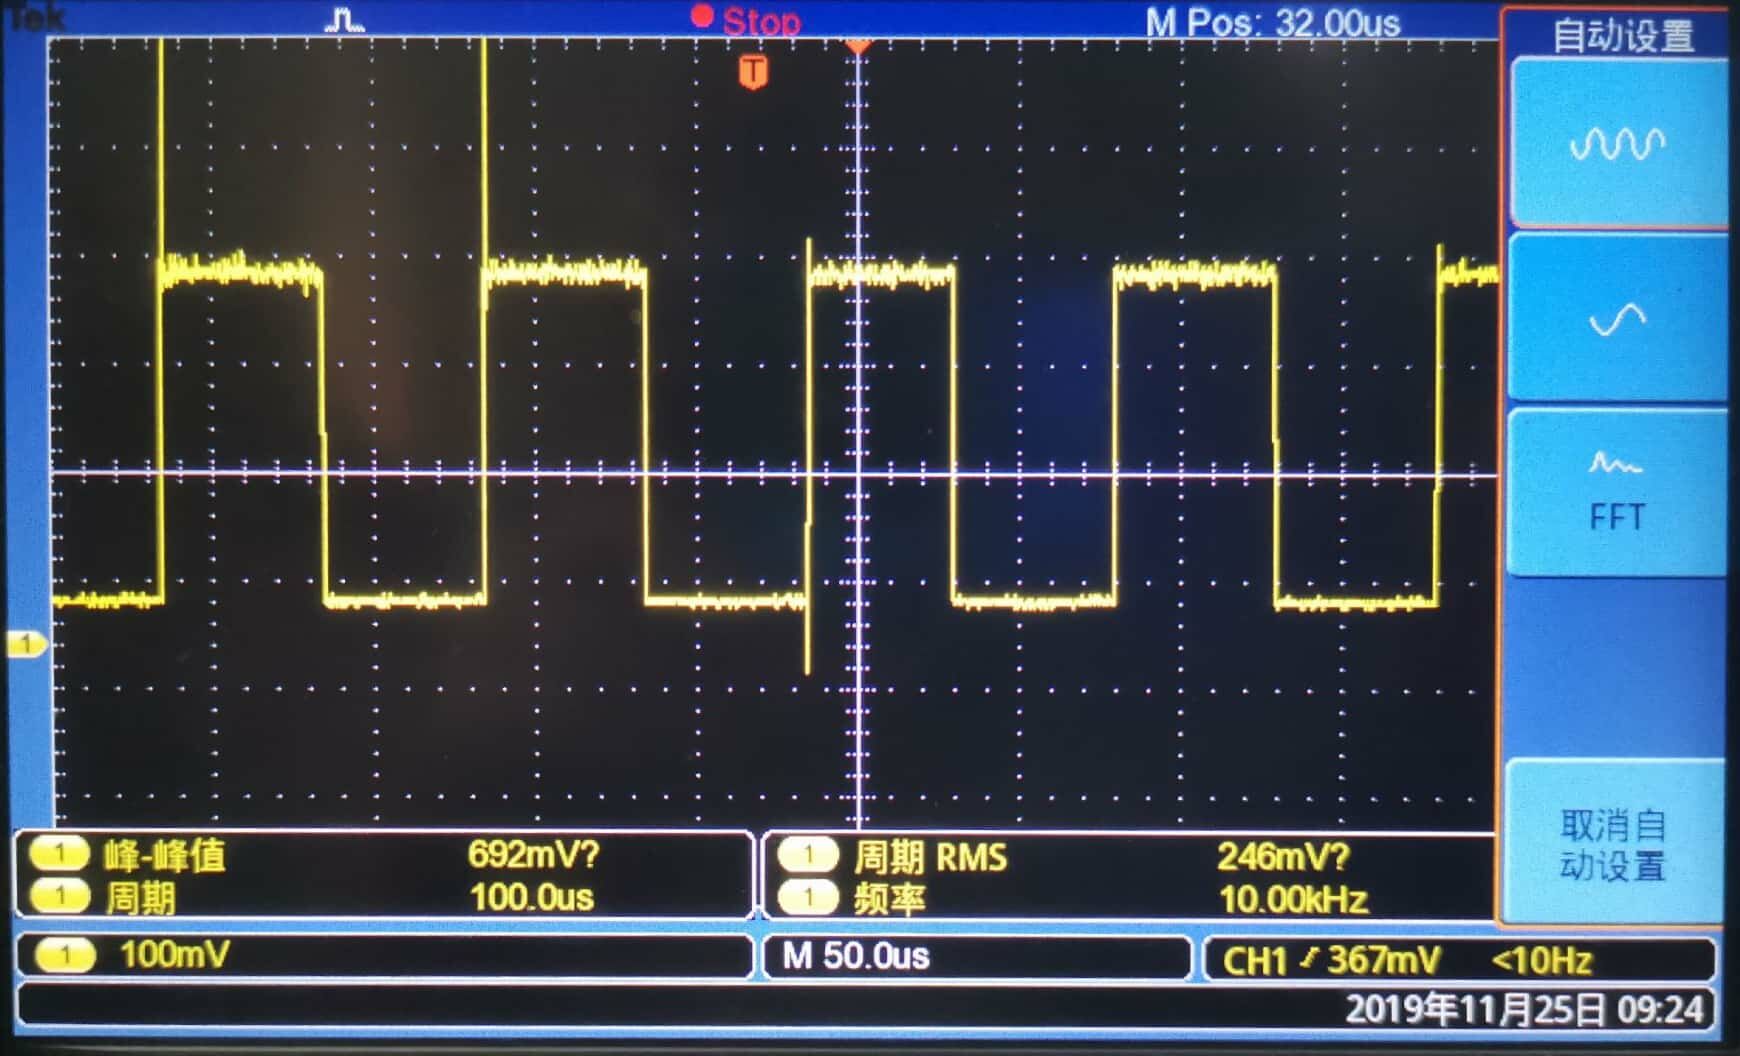 Tek
Stop
M Pos: 32.00us
自动设置
T
FFT
取消自
动设置
1
1 峰-峰值 692mV?
1 周期 100.0us
1 周期 RMS 246mV?
1 频率 10.00kHz
1 100mV
M 50.0us
CH1 367mV <10Hz
2019年11月25日 09:24